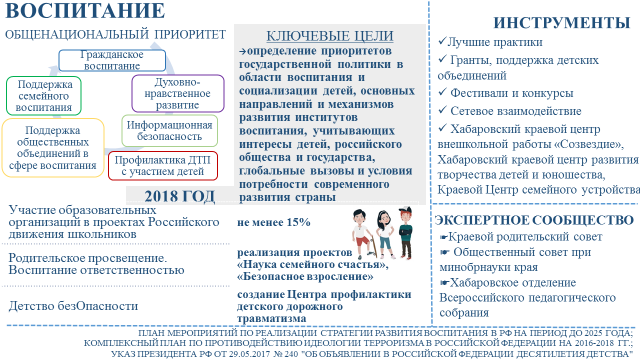 ВОСПИТАНИЕ
ОБЩЕНАЦИОНАЛЬНЫЙ ПРИОРИТЕТ
Гражданское
воспитание
Поддержка
семейного
воспитания
Духовно-
нравственное
развитие
Поддержка
общественных
объединений в
сфере воспитания
Информационная
безопасность
Профилактика ДТП
с участием детей
КЛЮЧЕВЫЕ ЦЕЛИ
→определение приоритетов
государственной политики в
области воспитания и
социализации детей, основных
направлений и механизмов
развития институтов
воспитания, учитывающих
интересы детей, российского
общества и государства,
глобальные вызовы и условия
потребности современного
развития страны
2018 ГОД
Участие образовательных
организаций в проектах Российского
движения школьников
не менее 15%
Родительское просвещение.
Воспитание ответственностью
реализация проектов
«Наука семейного счастья»,
«Безопасное взросление»
Детство безОпасности
создание Центра профилактики
детского дорожного
травматизма
ИНСТРУМЕНТЫ
✓Лучшие практики
✓ Гранты, поддержка детских
объединений
✓ Фестивали и конкурсы
✓ Сетевое взаимодействие
✓ Хабаровский краевой центр
внешкольной работы «Созвездие»,
Хабаровский краевой центр развития
творчества детей и юношества,
Краевой Центр семейного устройства
ЭКСПЕРТНОЕ СООБЩЕСТВО
☛Краевой родительский совет
☛ Общественный совет при
минобрнауки края
☛Хабаровское отделение
Всероссийского педагогического
собрания
ПЛАН МЕРОПРИЯТИЙ ПО РЕАЛИЗАЦИИ СТРАТЕГИИ РАЗВИТИЯ ВОСПИТАНИЯ В РФ НА ПЕРИОД ДО 2025 ГОДА;
КОМПЛЕКСНЫЙ ПЛАН ПО ПРОТИВОДЕЙСТВИЮ ИДЕОЛОГИИ ТЕРРОРИЗМА В РОССИЙСКОЙ ФЕДЕРАЦИИ НА 2016-2018 ГГ.;
УКАЗ ПРЕЗИДЕНТА РФ ОТ 29.05.2017 № 240 "ОБ ОБЪЯВЛЕНИИ В РОССИЙСКОЙ ФЕДЕРАЦИИ ДЕСЯТИЛЕТИЯ ДЕТСТВА".